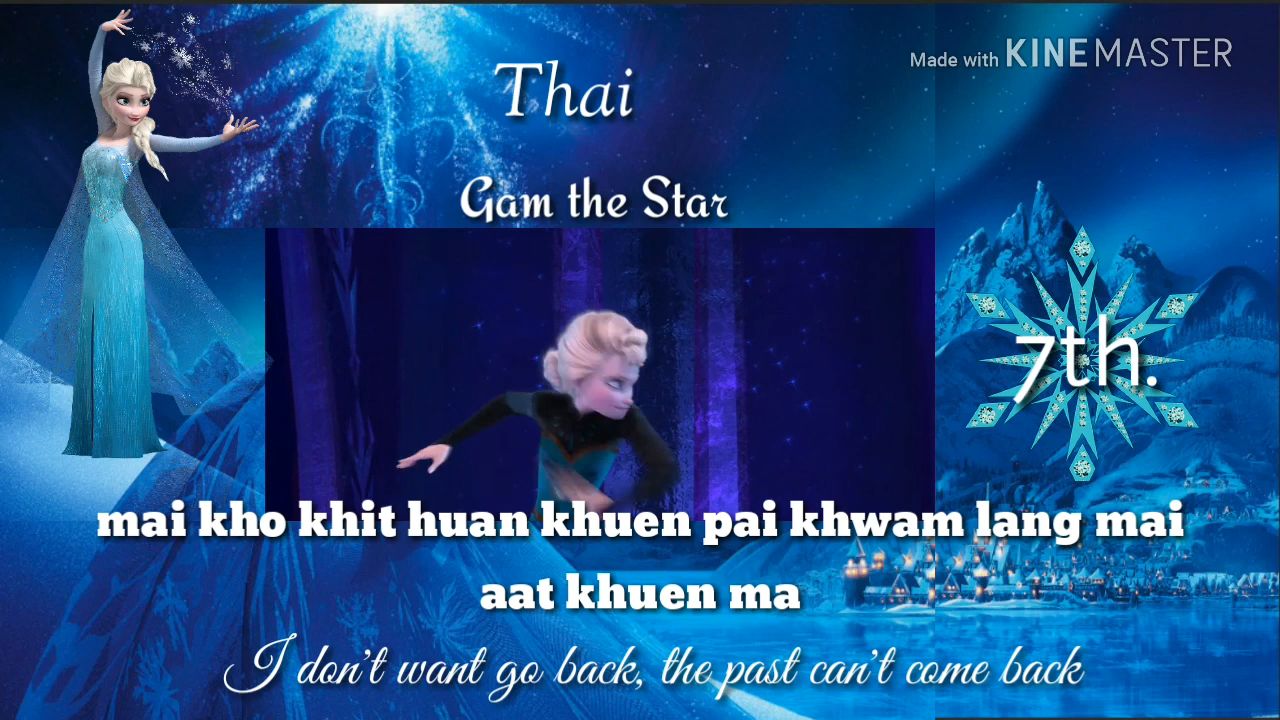 Made with KINEMASTER
Thai
Gam the Star
7th.
mai kho khit huan khuen pai khwam lang mai
aat khuen ma
I don't want go back, the past can't come back